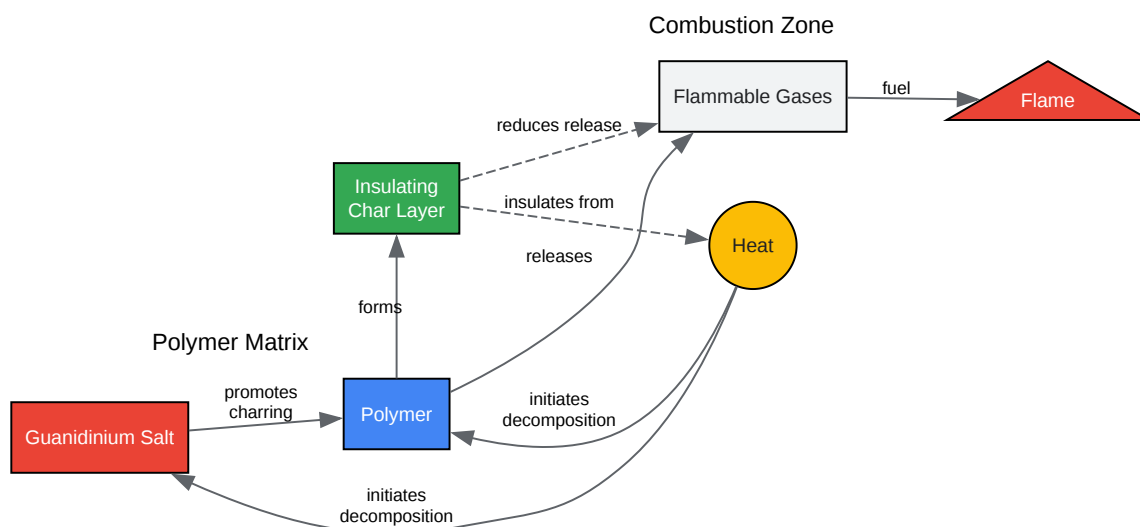 Combustion Zone
Flammable Gases
fuel
Flame
reduces release
Insulating
Char Layer
insulates from
Heat
releases
forms
Polymer Matrix
promotes
charring
Polymer
initiates
decomposition
Guanidinium Salt
initiates
decomposition